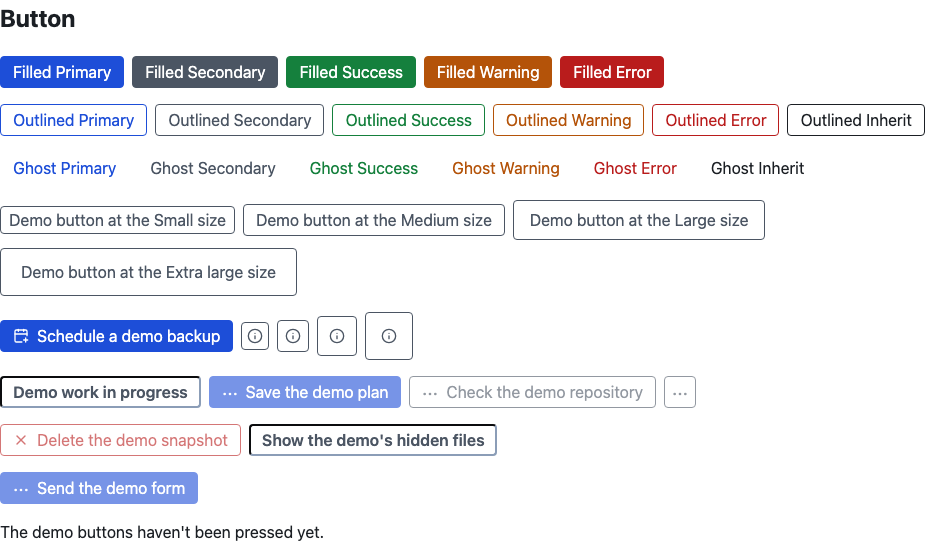 Button
Filled Primary Filled Secondary Filled Success Filled Warning Filled Error
Outlined Primary Outlined Secondary Outlined Success Outlined Warning Outlined Error Outlined Inherit
Ghost Primary Ghost Secondary Ghost Success Ghost Warning Ghost Error Ghost Inherit
Demo button at the Small size Demo button at the Medium size Demo button at the Large size
Demo button at the Extra large size
Schedule a demo backup
Demo work in progress Save the demo plan Check the demo repository
Delete the demo snapshot Show the demo's hidden files
Send the demo form
The demo buttons haven't been pressed yet.